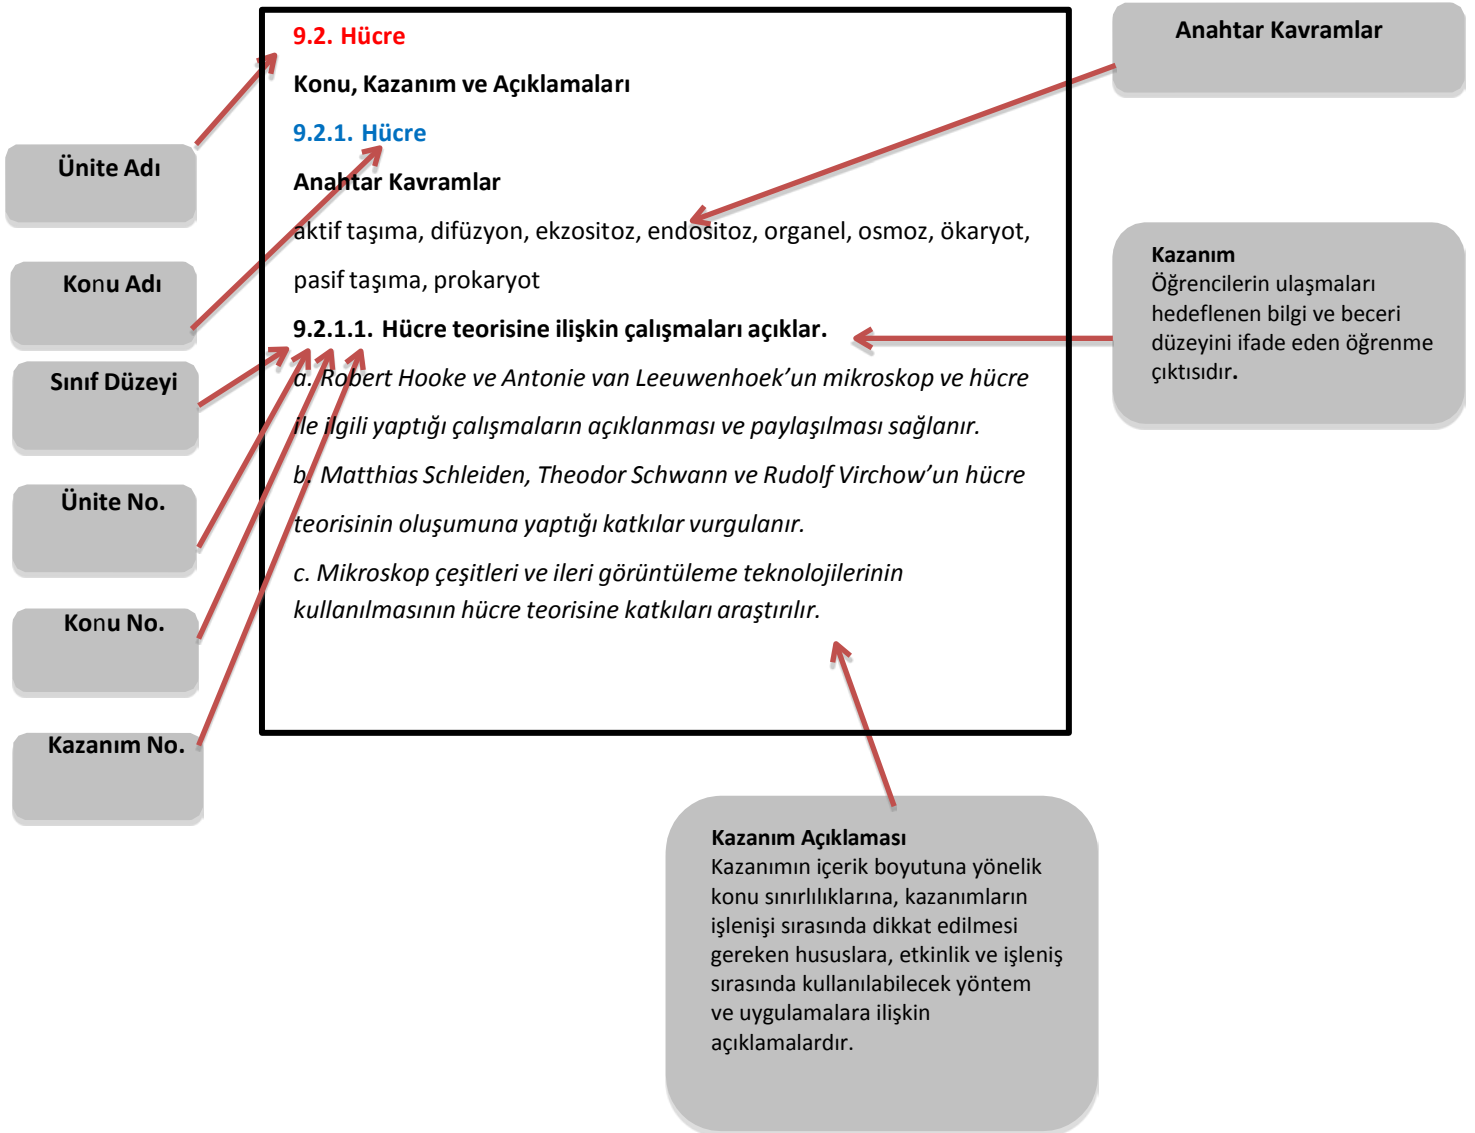 9.2. Hücre
Konu, Kazanım ve Açıklamaları
9.2.1. Hücre
Anahtar Kavramlar
aktif taşıma, difüzyon, ekzositoz, endositoz, organel, osmoz, ökaryot,
pasif taşıma, prokaryot
9.2.1.1. Hücre teorisine ilişkin çalışmaları açıklar.
a. Robert Hooke ve Antonie van Leeuwenhoek’un mikroskop ve hücre
ile ilgili yaptığı çalışmaların açıklanması ve paylaşılması sağlanır.
b. Matthias Schleiden, Theodor Schwann ve Rudolf Virchow’un hücre
teorisinin oluşumuna yaptığı katkılar vurgulanır.
c. Mikroskop çeşitleri ve ileri görüntüleme teknolojilerinin
kullanılmasının hücre teorisine katkıları araştırılır.
Ünite Adı
Konu Adı
Sınıf Düzeyi
Ünite No.
Konu No.
Kazanım No.
Anahtar Kavramlar
Kazanım
Öğrencilerin ulaşmaları
hedeflenen bilgi ve beceri
düzeyini ifade eden öğrenme
çıktısıdır.
Kazanım Açıklaması
Kazanımın içerik boyutuna yönelik
konu sınırlılıklarına, kazanımların
işlenişi sırasında dikkat edilmesi
gereken hususlara, etkinlik ve işleniş
sırasında kullanılabilecek yöntem
ve uygulamalara ilişkin
açıklamalardır.